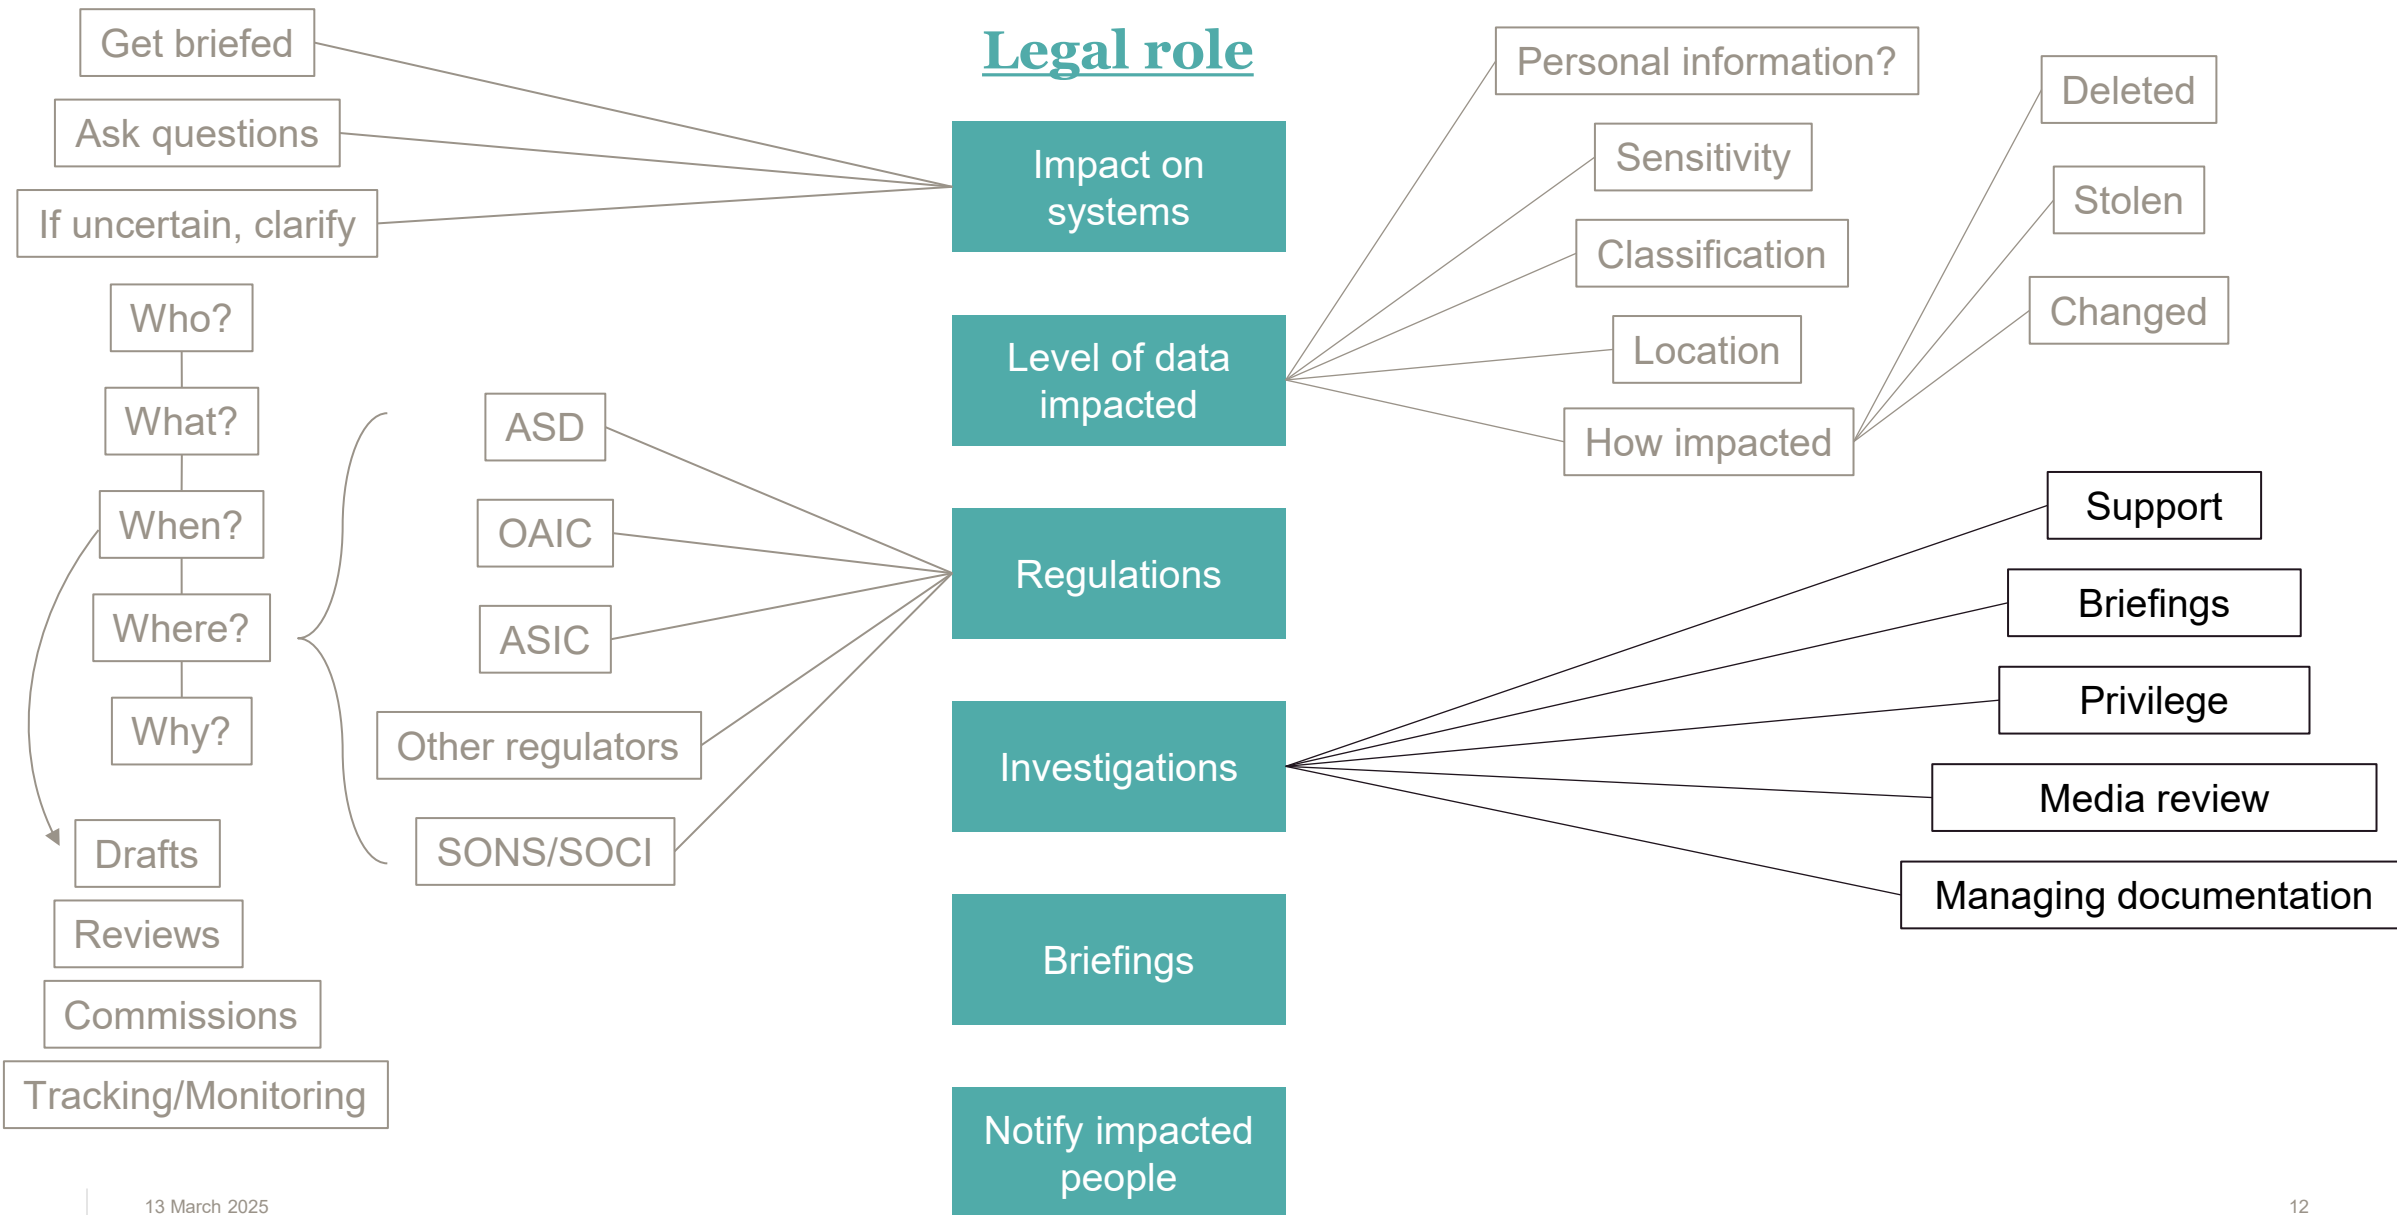 Legal role
Get briefed
Ask questions
If uncertain, clarify
Impact on
systems
Personal information?
Sensitivity
Classification
Location
How impacted
Deleted
Stolen
Changed
Level of data
impacted
Who?
What?
When?
Where?
Why?
Drafts
Reviews
Commissions
Tracking/Monitoring
ASD
OAIC
ASIC
Other regulators
SONS/SOCI
Regulations
Investigations
Support
Briefings
Privilege
Media review
Managing documentation
Briefings
Notify impacted
people
13 March 2025
12